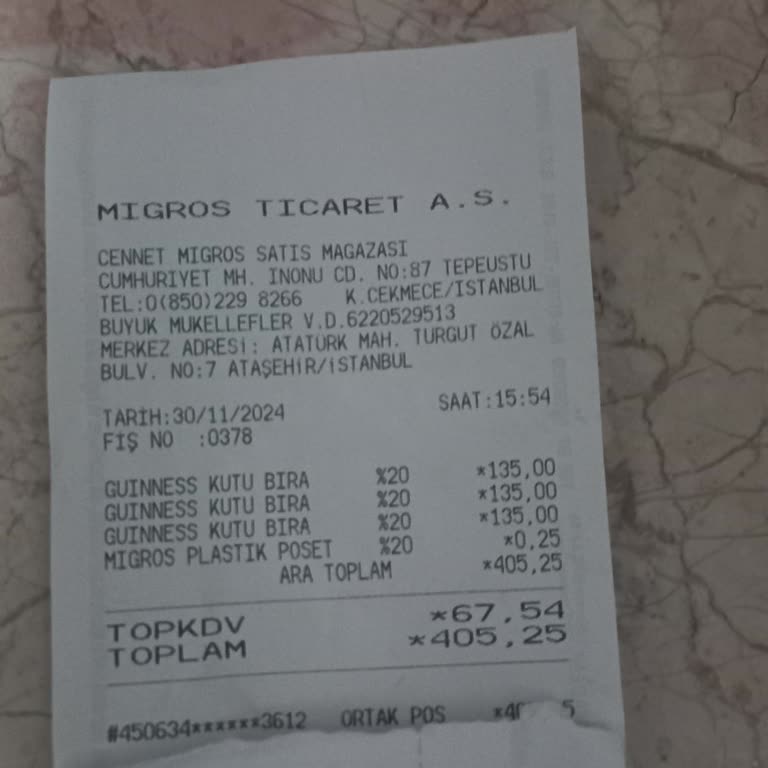 MIGROS TICARET A.S.
CENNET MIGROS SATIS MAGAZASI
CUMHURIYET MH. INONU CD. NO:87 TEPEUSTU
TEL:0(850)229 8266 K.CEKMECE/ISTANBUL
BUYUK MUKELLEFLER V.D.6220529513
MERKEZ ADRESİ: ATATÜRK MAH. TURGUT ÖZAL
BULV. NO:7 ATAŞEHİR/İSTANBUL
TARİH:30/11/2024 SAAT:15:54
FİŞ NO :0378
GUINNESS KUTU BIRA %20 *135,00
GUINNESS KUTU BIRA %20 *135,00
GUINNESS KUTU BIRA %20 *135,00
MIGROS PLASTIK POSET %20 *0,25
ARA TOPLAM *405,25
TOPKDV *67,54
TOPLAM *405,25
#450634******3612 ORTAK POS